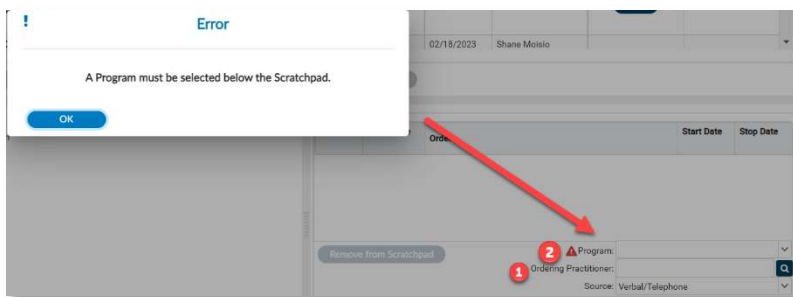 !
Error
A Program must be selected below the Scratchpad.
OK
02/18/2023 Shane Moisio
Start Date Stop Date
Remove from Scratchpad
2 Program:
1 Ordering Practitioner:
Source: Verbal/Telephone